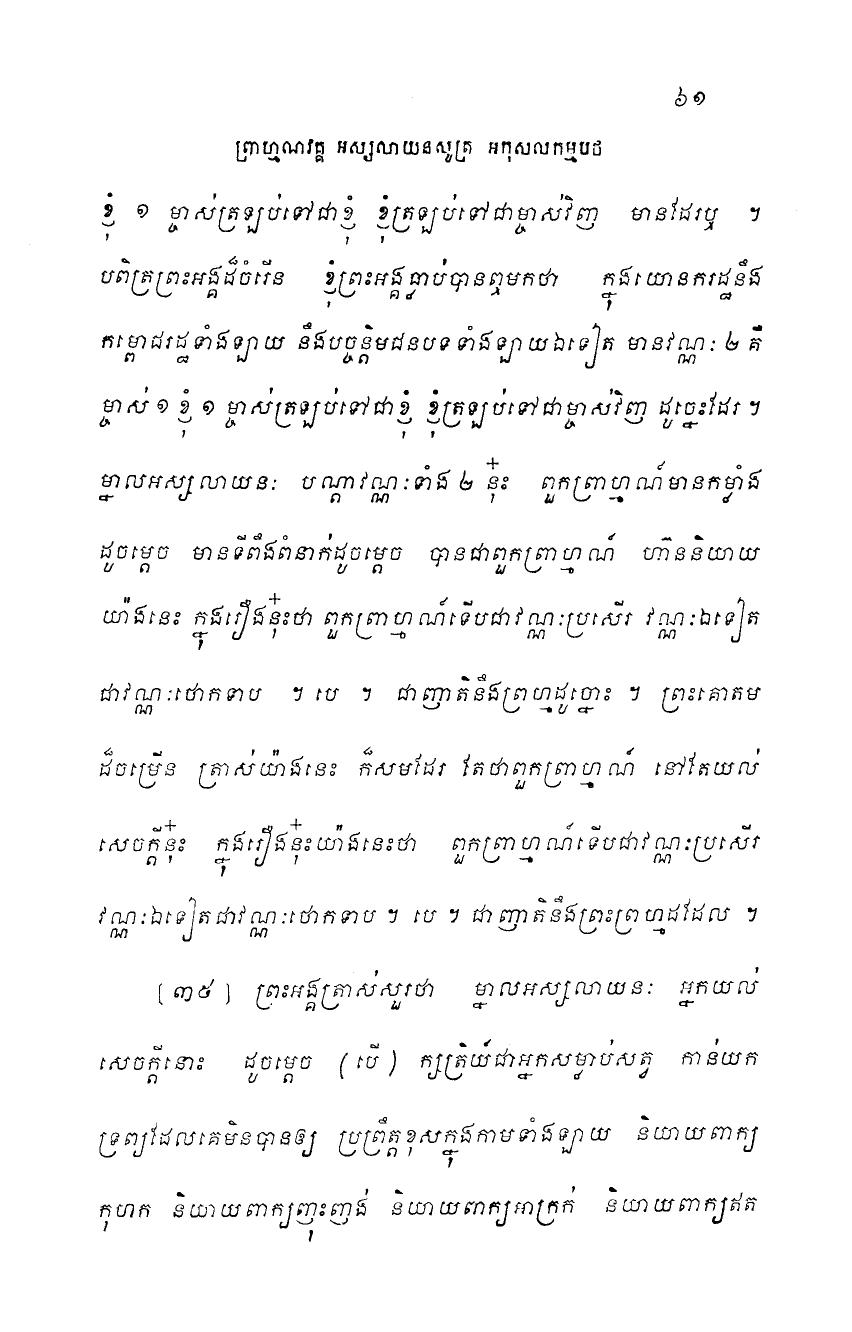 ៦១
ព្រាហ្មណវគ្គ អស្សលាយនសូត្រ អកុសលកម្មបថ
ខ្ញុំ ១ ម្ចាស់ត្រឡប់ទៅជាខ្ញុំ ខ្ញុំត្រឡប់ទៅជាម្ចាស់វិញ មានដែរឬ ។
បពិត្រព្រះអង្គដ៏ចំរើន ខ្ញុំព្រះអង្គធ្លាប់បានឮមកថា ក្នុងយោនករដ្ឋនឹង
កម្ពោជរដ្ឋទាំងឡាយ នឹងបច្ចន្តិមជនបទទាំងឡាយឯទៀត មានវណ្ណៈ ២ គឺ
ម្ចាស់ ១ ខ្ញុំ ១ ម្ចាស់ត្រឡប់ទៅជាខ្ញុំ ខ្ញុំត្រឡប់ទៅជាម្ចាស់វិញ ដូច្នេះដែរ ។
ម្នាលអស្សលាយនៈ បណ្តាវណ្ណៈទាំង ២ នុ៎ះ ពួកព្រាហ្មណ៍មានកម្លាំង
ដូចម្តេច មានទីពឹងពំនាក់ដូចម្តេច បានជាពួកព្រាហ្មណ៍ ហ៊ាននិយាយ
យ៉ាងនេះ ក្នុងរឿងនុ៎ះថា ពួកព្រាហ្មណ៍ទើបជាវណ្ណៈប្រសើរ វណ្ណៈឯទៀត
ជាវណ្ណៈថោកទាប ។ បេ ។ ជាញាតិនឹងព្រហ្មដូច្នោះ ។ ព្រះគោតម
ដ៏ចម្រើន ត្រាស់យ៉ាងនេះ ក៏សមដែរ តែថាពួកព្រាហ្មណ៍ នៅតែយល់
សេចក្តីនុ៎ះ ក្នុងរឿងនុ៎ះយ៉ាងនេះថា ពួកព្រាហ្មណ៍ទើបជាវណ្ណៈប្រសើរ
វណ្ណៈឯទៀតជាវណ្ណៈថោកទាប ។ បេ ។ ជាញាតិនឹងព្រះព្រហ្មដដែល ។
[ ៣៥ ] ព្រះអង្គត្រាស់សួរថា ម្នាលអស្សលាយនៈ អ្នកយល់
សេចក្តីនោះ ដូចម្តេច (បើ) ក្សត្រិយ៍ជាអ្នកសម្លាប់សត្វ កាន់យក
ទ្រព្យដែលគេមិនបានឲ្យ ប្រព្រឹត្តខុសក្នុងកាមទាំងឡាយ និយាយពាក្យ
កុហក និយាយពាក្យញុះញង់ និយាយពាក្យអាក្រក់ និយាយពាក្យឥត